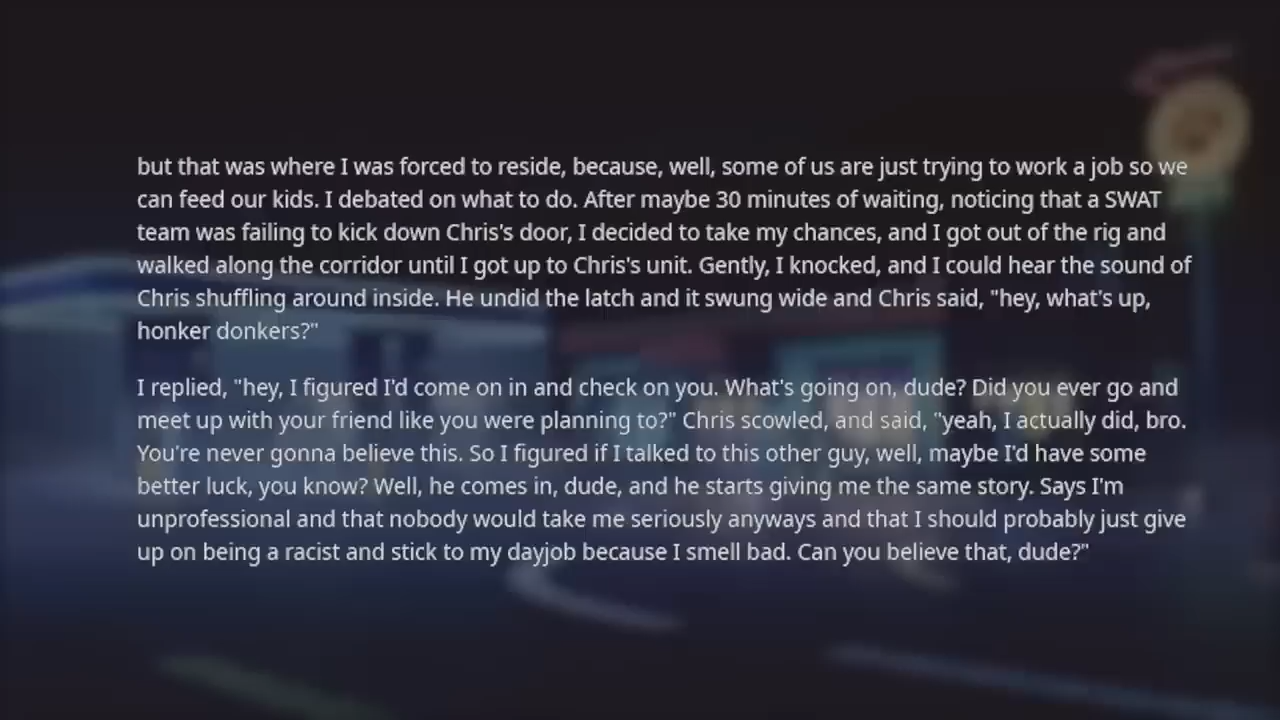 but that was where I was forced to reside, because, well, some of us are just trying to work a job so we
can feed our kids. I debated on what to do. After maybe 30 minutes of waiting, noticing that a SWAT
team was failing to kick down Chris's door, I decided to take my chances, and I got out of the rig and
walked along the corridor until I got up to Chris's unit. Gently, I knocked, and I could hear the sound of
Chris shuffling around inside. He undid the latch and it swung wide and Chris said, "hey, what's up,
honker donkers?"
I replied, "hey, I figured I'd come on in and check on you. What's going on, dude? Did you ever go and
meet up with your friend like you were planning to?" Chris scowled, and said, "yeah, I actually did, bro.
You're never gonna believe this. So I figured if I talked to this other guy, well, maybe I'd have some
better luck, you know? Well, he comes in, dude, and he starts giving me the same story. Says I'm
unprofessional and that nobody would take me seriously anyways and that I should probably just give
up on being a racist and stick to my dayjob because I smell bad. Can you believe that, dude?"